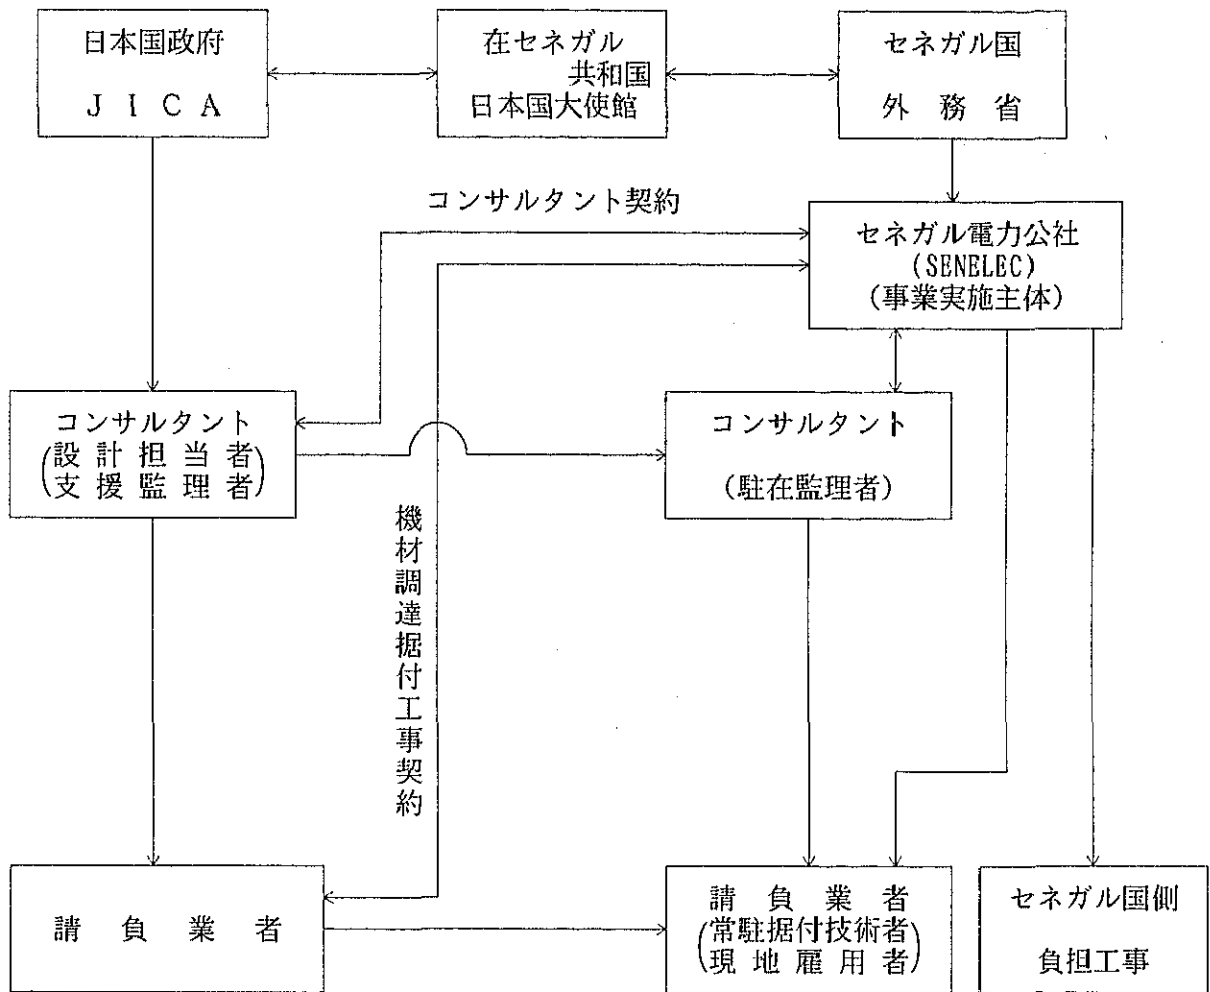 日本国政府
ＪＩＣＡ
在セネガル
共和国
日本国大使館
セネガル国
外務省
コンサルタント契約
セネガル電力公社
(SENELEC)
(事業実施主体)
コンサルタント
(設計担当者
支援監理者)
コンサルタント
(駐在監理者)
機材調達据付工事契約
請負業者
請負業者
(常駐据付技術者
現地雇用者)
セネガル国側
負担工事